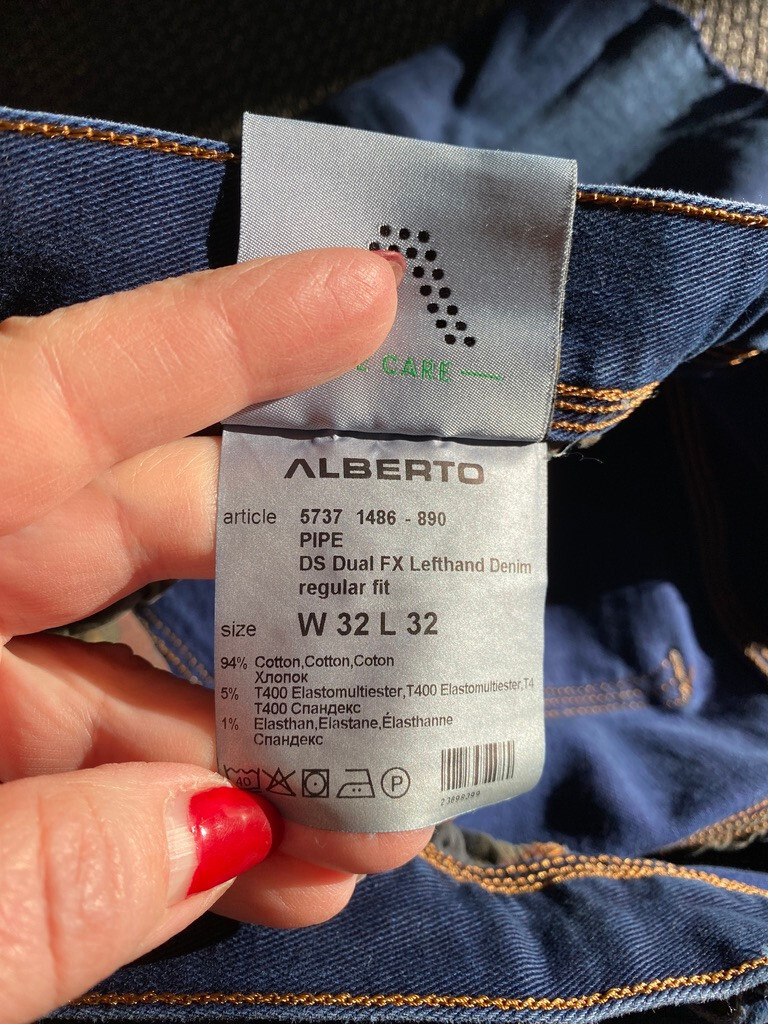 CARE
ALBERTO
article 5737 1486 - 890
PIPE
DS Dual FX Lefthand Denim
regular fit
size W 32 L 32
94% Cotton,Cotton,Coton
Хлопок
5% T400 Elastomultiester,T400 Elastomultiester,T4
T400 Спандекс
1% Elasthan,Elastane,Élasthanne
Спандекс
40 P